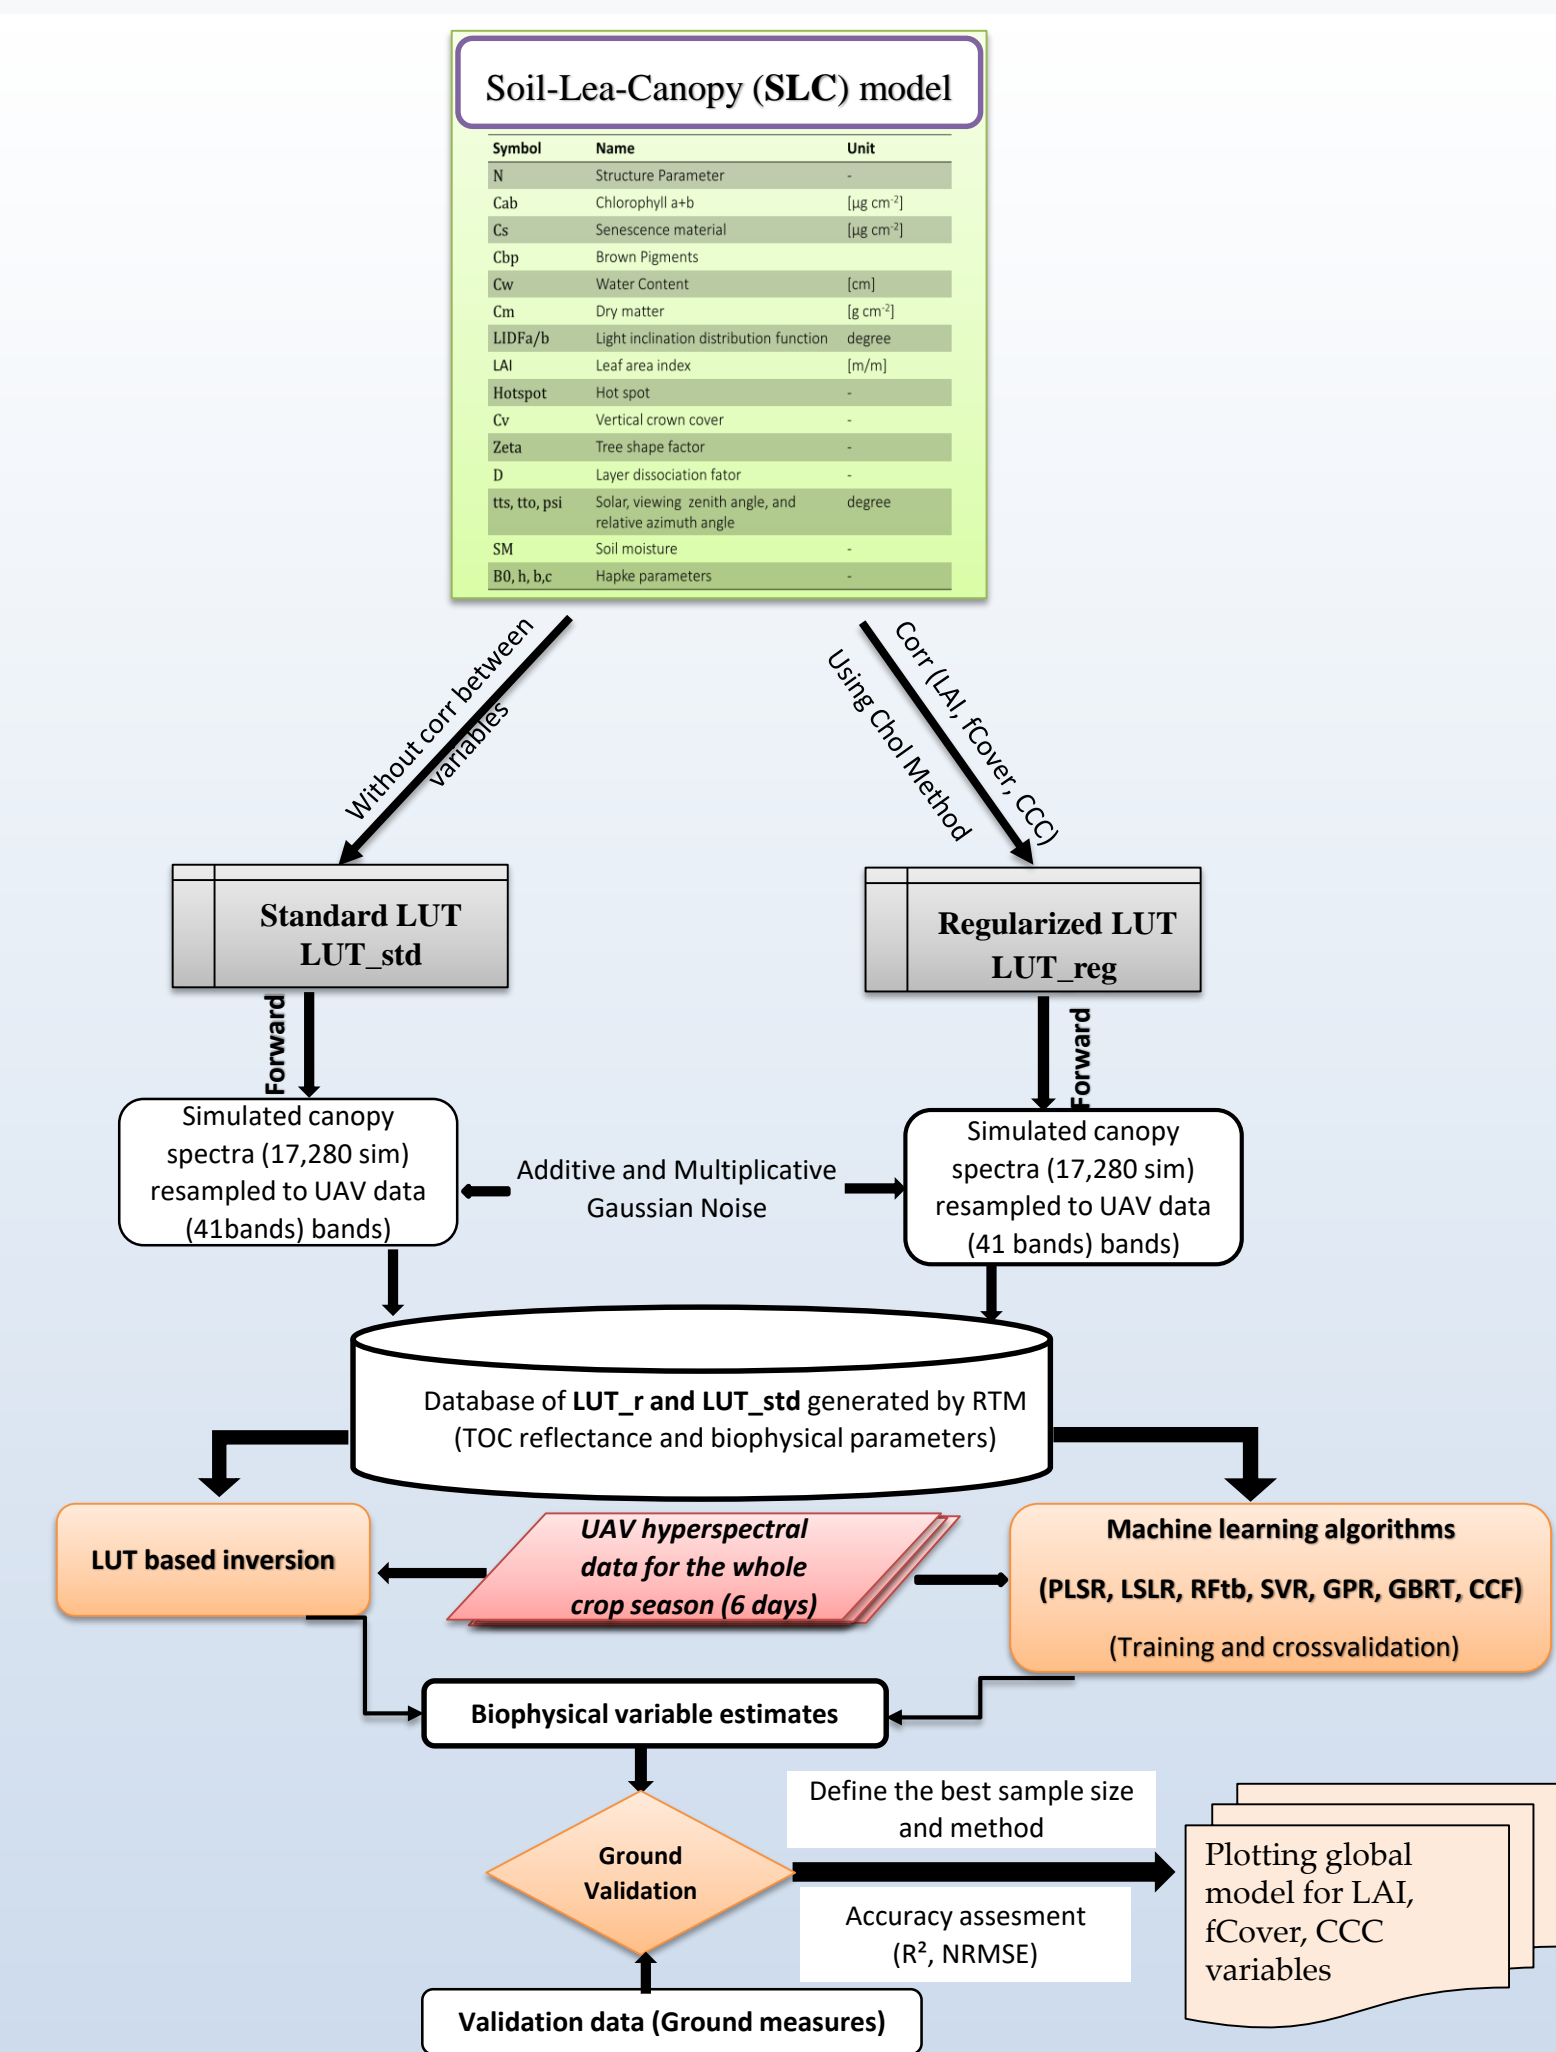 Soil-Lea-Canopy (SLC) model
Symbol Name Unit
N Structure Parameter -
Cab Chlorophyll a+b [µg cm⁻²]
Cs Senescence material [µg cm⁻²]
Cbp Brown Pigments
Cw Water Content [cm]
Cm Dry matter [g cm⁻²]
LIDFa/b Light inclination distribution function degree
LAI Leaf area index [m/m]
Hotspot Hot spot -
Cv Vertical crown cover -
Zeta Tree shape factor -
D Layer dissociation fator -
tts, tto, psi Solar, viewing zenith angle, and degree
relative azimuth angle
SM Soil moisture -
B0, h, b,c Hapke parameters -
Without corr between
variables
Corr (LAI, fCover, CCC)
Using Chol Method
Standard LUT
LUT_std
Regularized LUT
LUT_reg
Forward
Forward
Simulated canopy
spectra (17,280 sim)
resampled to UAV data
(41bands) bands)
Additive and Multiplicative
Gaussian Noise
Simulated canopy
spectra (17,280 sim)
resampled to UAV data
(41 bands) bands)
Database of LUT_r and LUT_std generated by RTM
(TOC reflectance and biophysical parameters)
LUT based inversion
UAV hyperspectral
data for the whole
crop season (6 days)
Machine learning algorithms
(PLSR, LSLR, RFtb, SVR, GPR, GBRT, CCF)
(Training and crossvalidation)
Biophysical variable estimates
Ground
Validation
Define the best sample size
and method
Accuracy assesment
(R², NRMSE)
Plotting global
model for LAI,
fCover, CCC
variables
Validation data (Ground measures)